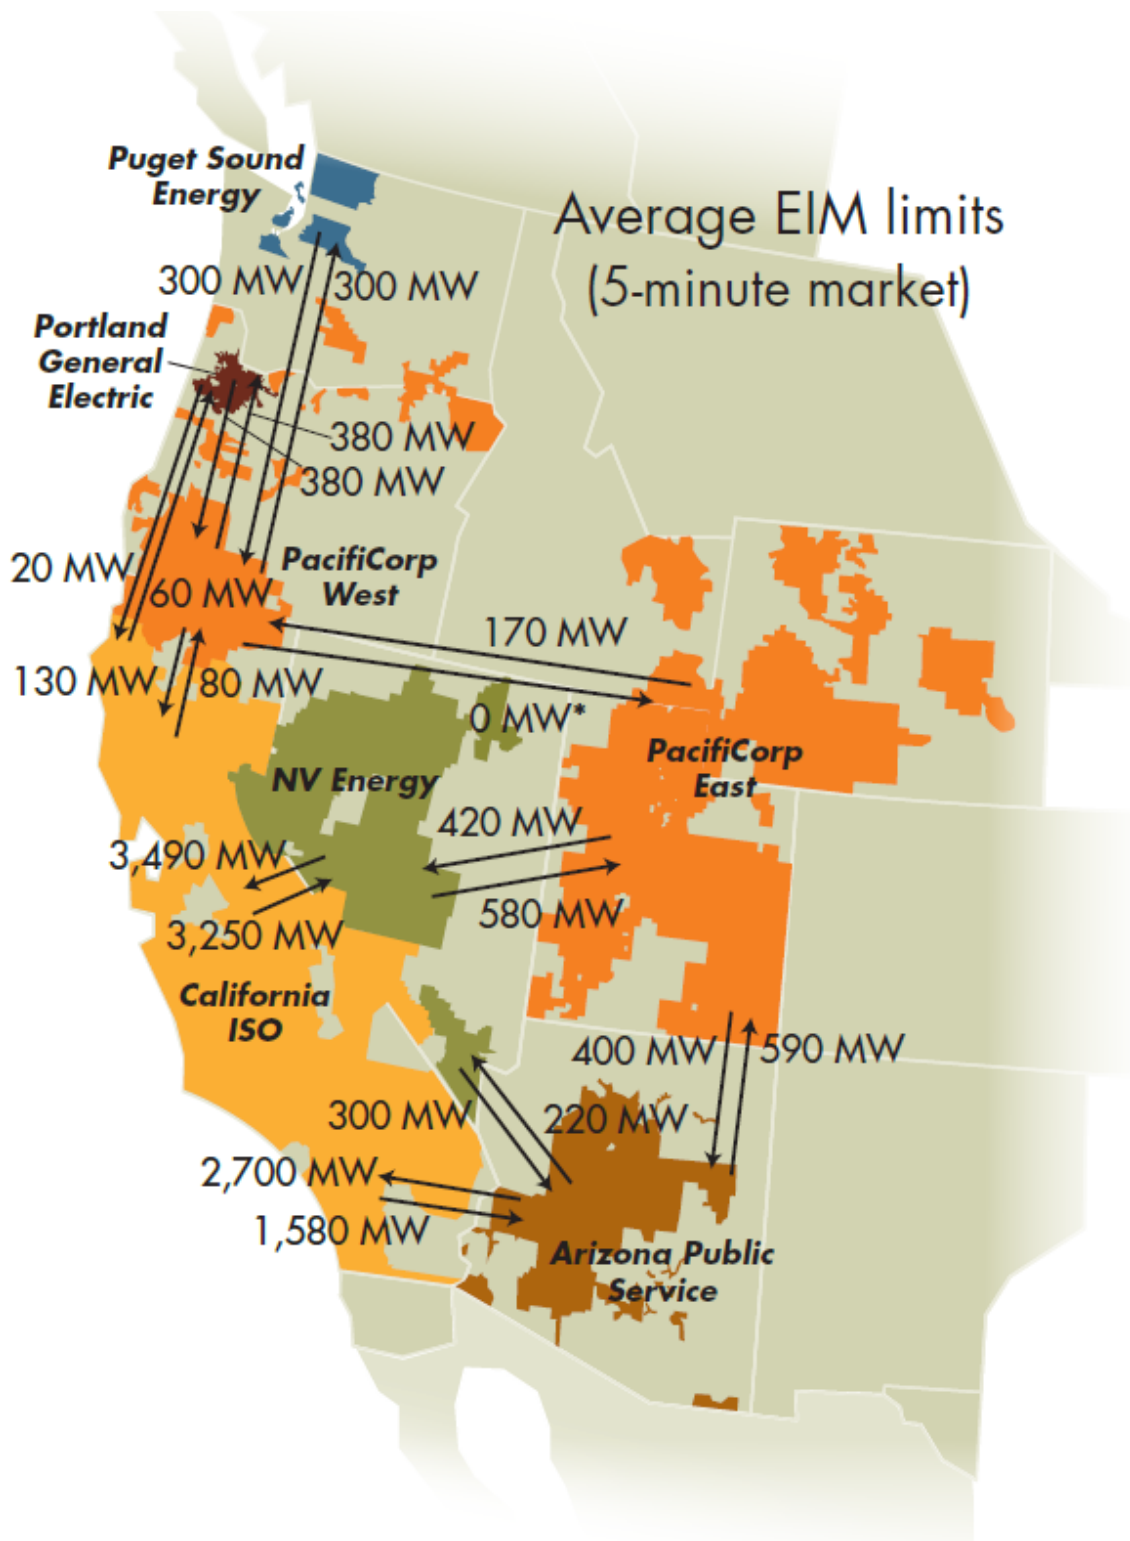 Puget Sound
Energy
Average EIM limits
(5-minute market)
300 MW
300 MW
Portland
General
Electric
380 MW
380 MW
20 MW
PacifiCorp
West
60 MW
170 MW
130 MW
80 MW
0 MW*
PacifiCorp
East
NV Energy
420 MW
3,490 MW
580 MW
3,250 MW
California
ISO
400 MW
590 MW
300 MW
220 MW
2,700 MW
1,580 MW
Arizona Public
Service